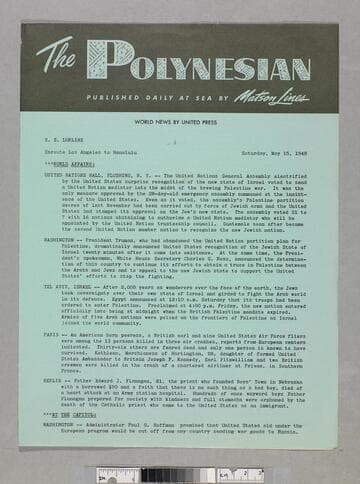 The POLYNESIAN
PUBLISHED DAILY AT SEA BY Matson Lines
WORLD NEWS BY UNITED PRESS
S. S. LURLINE
Enroute Los Angeles to Honolulu Saturday, May 15, 1948
***WORLD AFFAIRS:
UNITED NATIONS HALL, FLUSHING, N. Y. -- The United Nations General Assembly electrified
by the United States surprise recognition of the new state of Israel voted to send
a United Nation mediator into the midst of the brewing Palestine war. It was the
only measure approved by the 28-day-old emergency assembly summoned at the insist-
ence of the United States. Even as it voted, the assembly's Palestine partition
decree of last November had been carried out by force of Jewish arms and the United
States had stamped its approval on the Jew's new state. The assembly voted 31 to
7 with 16 nations abstaining to authorize a United Nation mediator who will be
appointed by the United Nation trusteeship council. Guatemala soon after became
the second United Nation member nation to recognize the new Jewish nation.
WASHINGTON -- President Truman, who had abandoned the United Nation partition plan for
Palestine, dramatically announced United States recognition of the Jewish State of
Israel twenty minutes after it came into existence. At the same time, the Presi-
dent's spokesman, White House Secretary Charles G. Ross, announced the determina-
tion of this country to continue its efforts to obtain a truce in Palestine between
the Arabs and Jews and to appeal to the new Jewish state to support the United
States' efforts to stop the fighting.
TEL AVIV, ISRAEL -- After 2,000 years as wanderers over the face of the earth, the Jews
took sovereignty over their own state of Israel and girded to fight the Arab world
in its defense. Egypt announced at 12:10 a.m. Saturday that its troops had been
ordered to enter Palestine. Proclaimed at 4:00 p.m. Friday, the new nation entered
officially into being at midnight when the British Palestine mandate expired.
Armies of five Arab nations were poised on the frontiers of Palestine as Israel
joined the world community.
PARIS -- An American born peeress, a British earl and nine United States Air Force fliers
were among the 13 persons killed in three air crashes, reports from European centers
indicated. Thirty-six others are feared dead and only one person is known to have
survived. Kathleen, Marchioness of Hartington, 28, daughter of former United
States Ambassador to Britain Joseph P. Kennedy, Earl Fitzwilliam and two British
crewmen were killed in the crash of a chartered airliner at Privas, in Southern
France.
BERLIN -- Father Edward J. Flanagan, 61, the priest who founded Boys' Town in Nebraska
with a borrowed $90 and a faith that there is no such thing as a bad boy, died of
a heart attack at an Army station hospital. Hundreds of once wayward boys Father
Flanagan prepared for society with kindness and full stomachs were orphaned by the
death of the Catholic priest who came to the United States as an immigrant.
***AT THE CAPITOL:
WASHINGTON -- Administrator Paul G. Hoffman promised that United States aid under the
European program would be cut off from any country sending war goods to Russia.